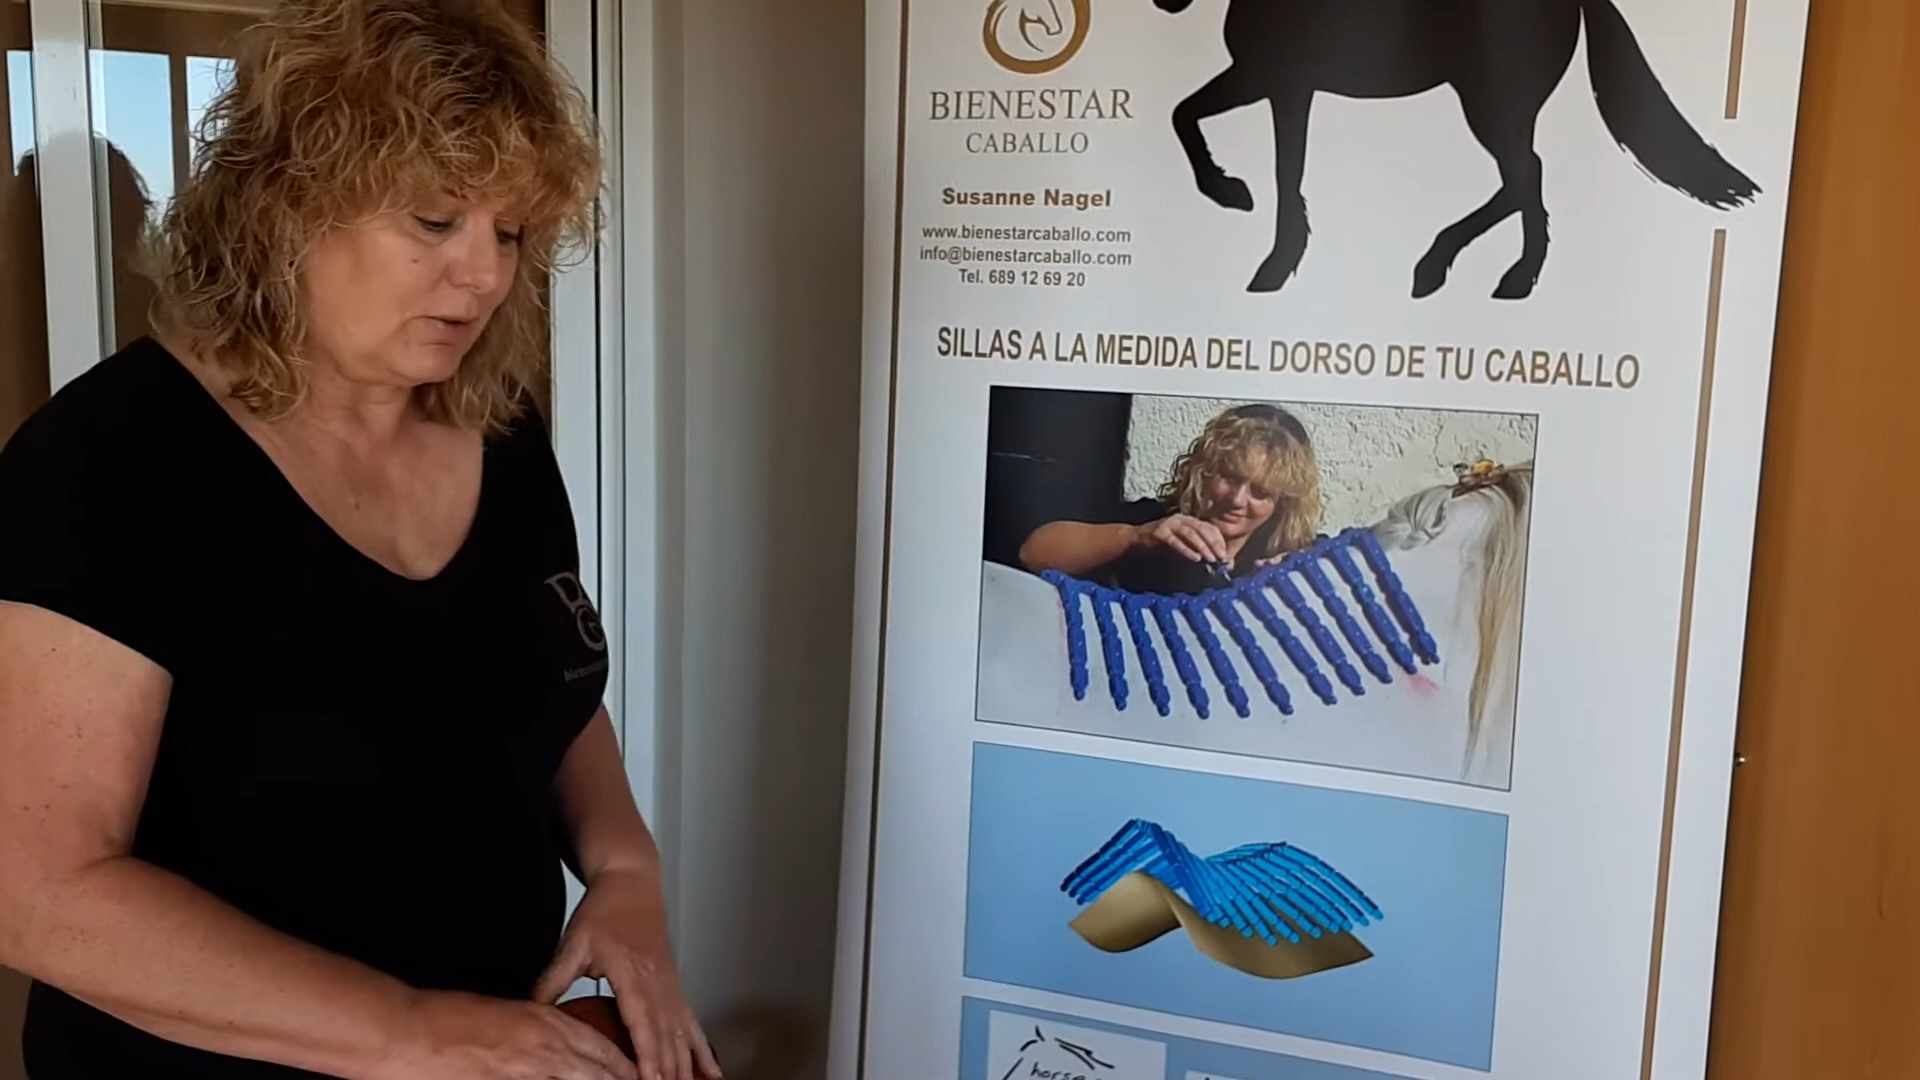 BIENESTAR
CABALLO
Susanne Nagel
www.bienestarcaballo.com
info@bienestarcaballo.com
Tel. 689 12 69 20
SILLAS A LA MEDIDA DEL DORSO DE TU CABALLO